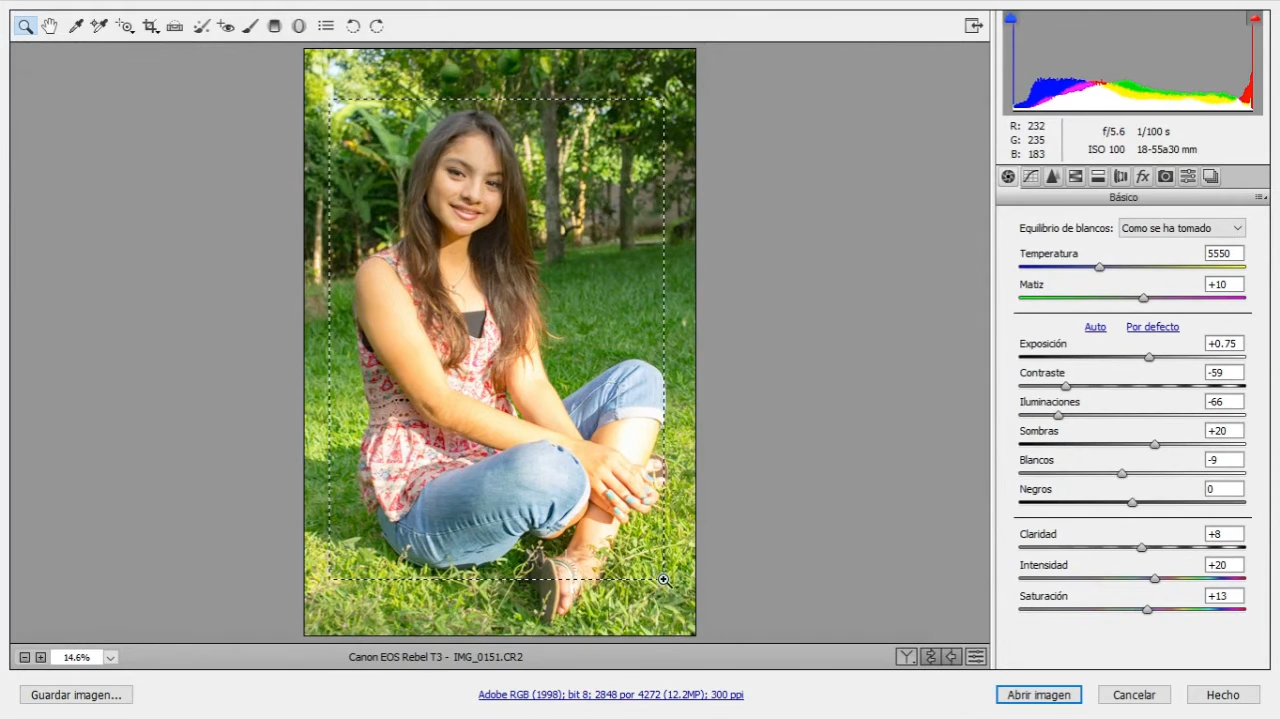 R: 232
G: 235
B: 183
f/5.6 1/100 s
ISO 100 18-55a30 mm
fx
Básico
Equilibrio de blancos: Como se ha tomado
Temperatura 5550
Matiz +10
Auto Por defecto
Exposición +0.75
Contraste -59
Iluminaciones -66
Sombras +20
Blancos -9
Negros 0
Claridad +8
Intensidad +20
Saturación +13
14.6% Canon EOS Rebel T3 - IMG_0151.CR2 Y
Guardar imagen... Adobe RGB (1998); bit 8; 2848 por 4272 (12.2MP); 300 ppi Abrir imagen Cancelar Hecho